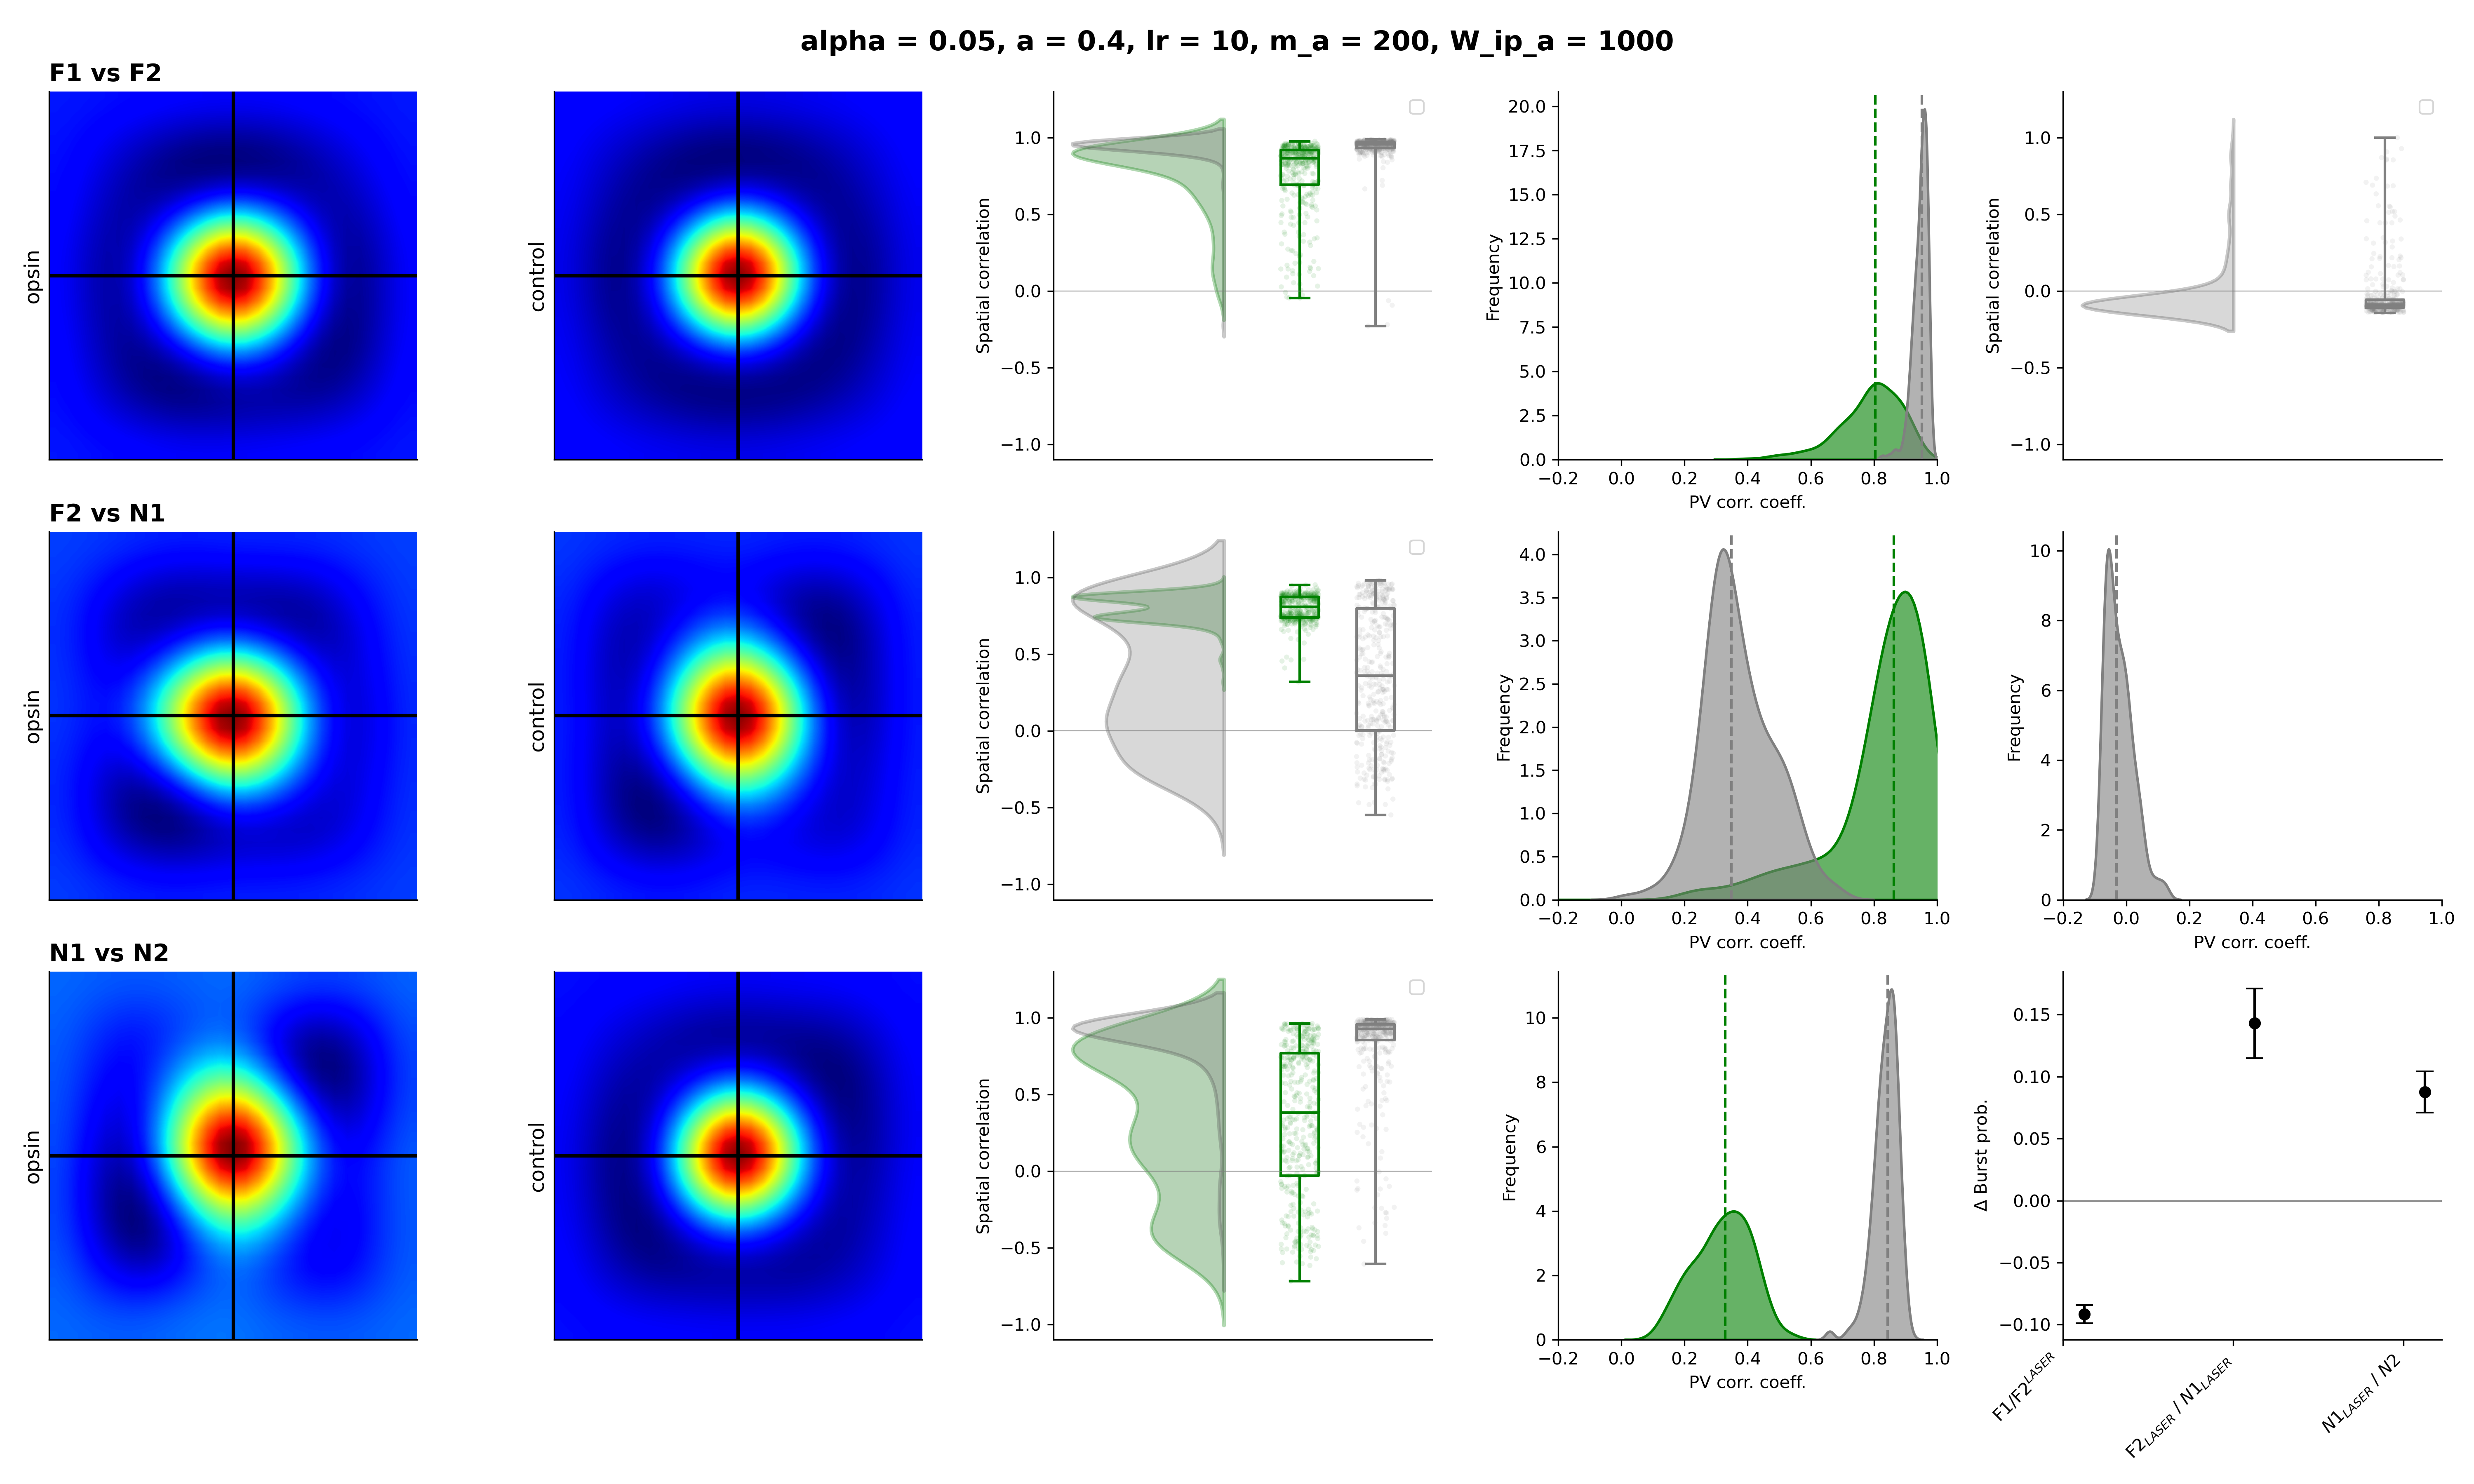 alpha = 0.05, a = 0.4, lr = 10, m_a = 200, W_ip_a = 1000
F1 vs F2
opsin
control
Spatial correlation
1.0
0.5
0.0
−0.5
−1.0
Frequency
20.0
17.5
15.0
12.5
10.0
7.5
5.0
2.5
0.0
−0.2 0.0 0.2 0.4 0.6 0.8 1.0
PV corr. coeff.
Spatial correlation
1.0
0.5
0.0
−0.5
−1.0
F2 vs N1
opsin
control
Spatial correlation
1.0
0.5
0.0
−0.5
−1.0
Frequency
4.0
3.5
3.0
2.5
2.0
1.5
1.0
0.5
0.0
−0.2 0.0 0.2 0.4 0.6 0.8 1.0
PV corr. coeff.
Frequency
10
8
6
4
2
0
−0.2 0.0 0.2 0.4 0.6 0.8 1.0
PV corr. coeff.
N1 vs N2
opsin
control
Spatial correlation
1.0
0.5
0.0
−0.5
−1.0
Frequency
10
8
6
4
2
0
−0.2 0.0 0.2 0.4 0.6 0.8 1.0
PV corr. coeff.
Δ Burst prob.
0.15
0.10
0.05
0.00
−0.05
−0.10
F1/F2^LASER
F2_LASER / N1_LASER
N1_LASER / N2